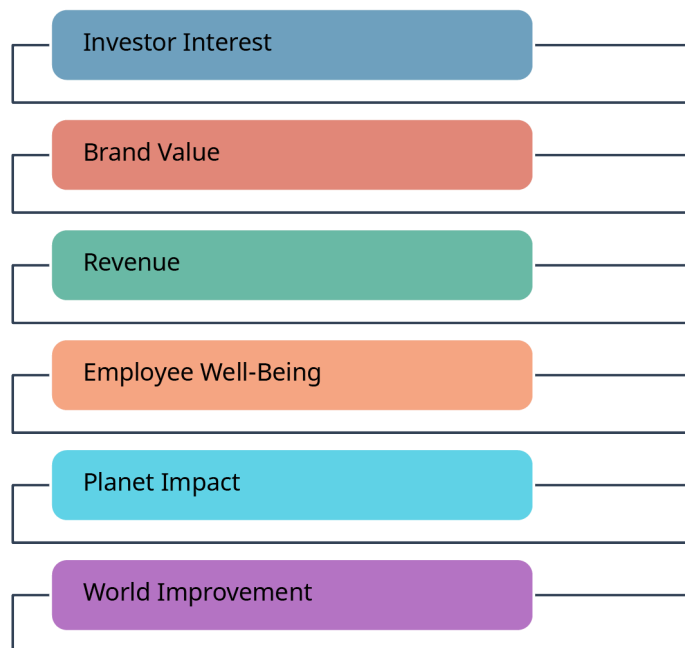 Investor Interest
Brand Value
Revenue
Employee Well-Being
Planet Impact
World Improvement